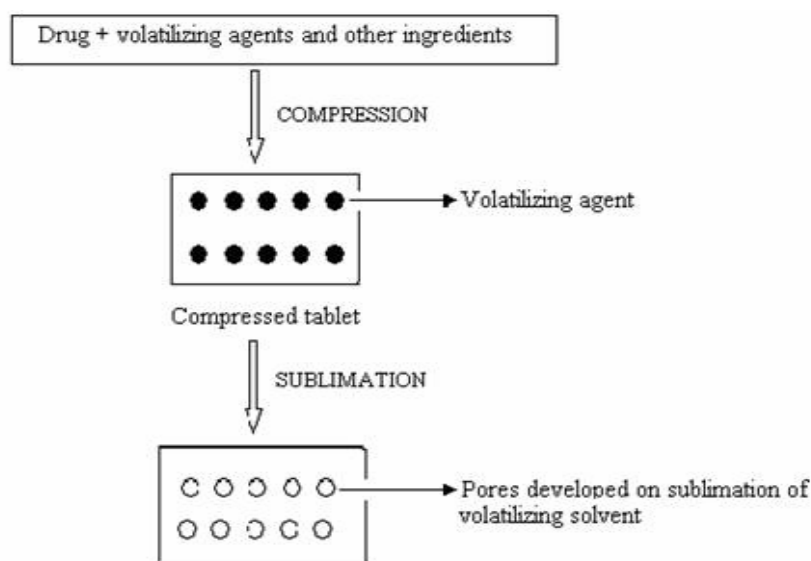 Drug + volatilizing agents and other ingredients
COMPRESSION
Volatilizing agent
Compressed tablet
SUBLIMATION
Pores developed on sublimation of
volatilizing solvent